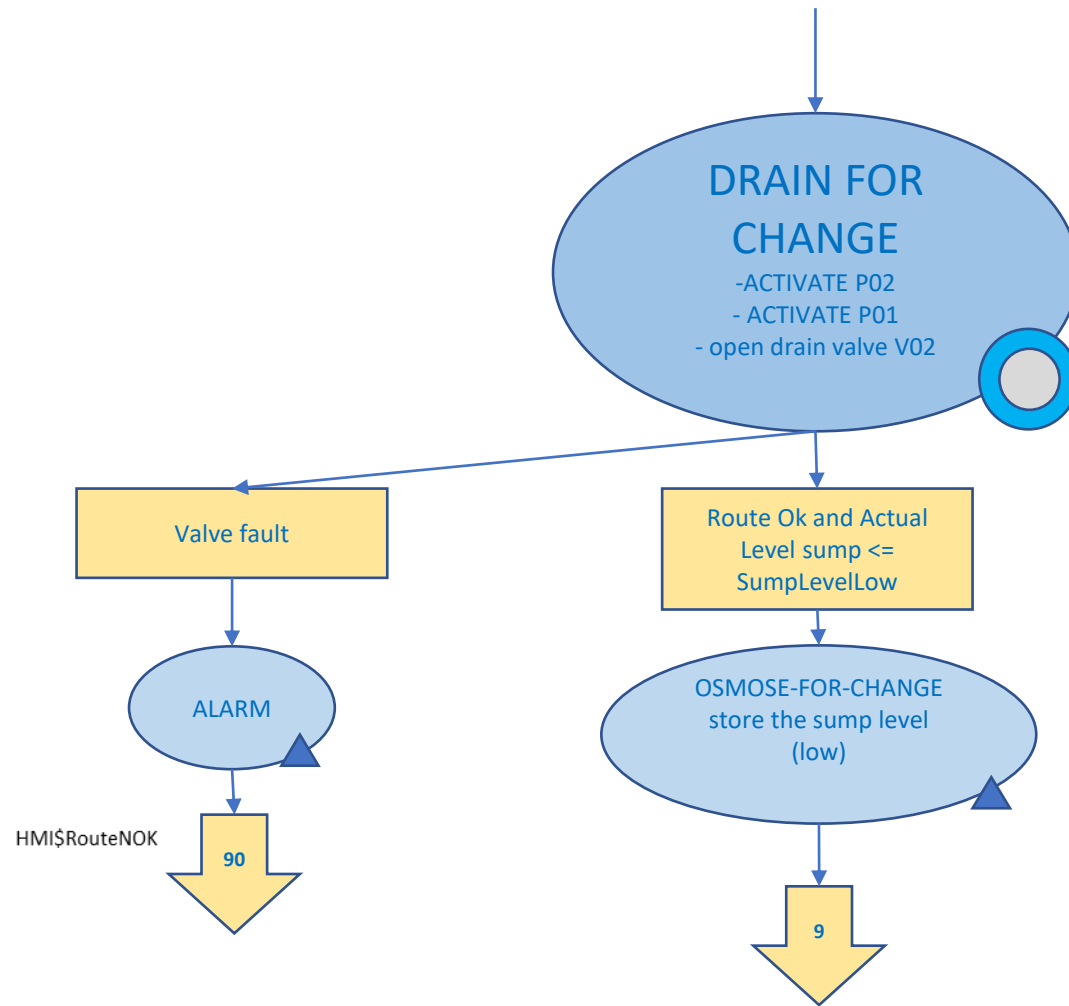 DRAIN FOR
CHANGE
-ACTIVATE P02
- ACTIVATE P01
- open drain valve V02
Valve fault
Route Ok and Actual
Level sump <=
SumpLevelLow
ALARM
OSMOSE-FOR-CHANGE
store the sump level
(low)
HMI$RouteNOK
90
9